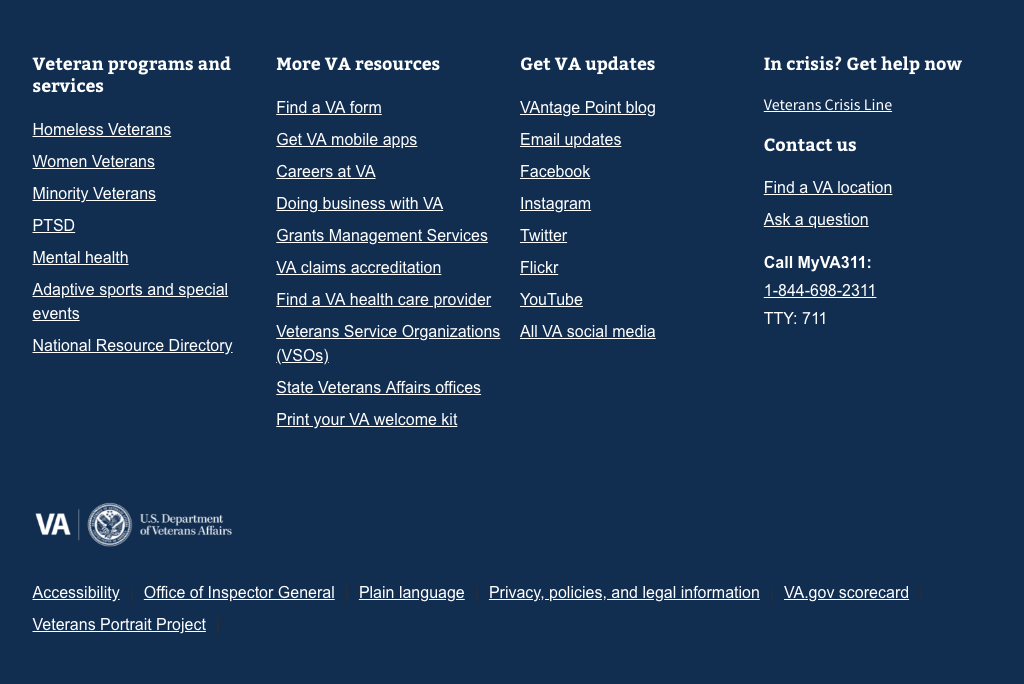 Veteran programs and
services
Homeless Veterans
Women Veterans
Minority Veterans
PTSD
Mental health
Adaptive sports and special
events
National Resource Directory
More VA resources
Find a VA form
Get VA mobile apps
Careers at VA
Doing business with VA
Grants Management Services
VA claims accreditation
Find a VA health care provider
Veterans Service Organizations
(VSOs)
State Veterans Affairs offices
Print your VA welcome kit
Get VA updates
VAntage Point blog
Email updates
Facebook
Instagram
Twitter
Flickr
YouTube
All VA social media
In crisis? Get help now
Veterans Crisis Line
Contact us
Find a VA location
Ask a question
Call MyVA311:
1-844-698-2311
TTY: 711
VA
U.S. Department
of Veterans Affairs
Accessibility Office of Inspector General Plain language Privacy, policies, and legal information VA.gov scorecard
Veterans Portrait Project